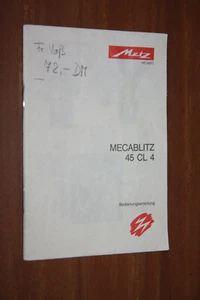 Fr. Voß
72,- DM
Metz
MECABLITZ
45 CL 4
Bedienungsanleitung